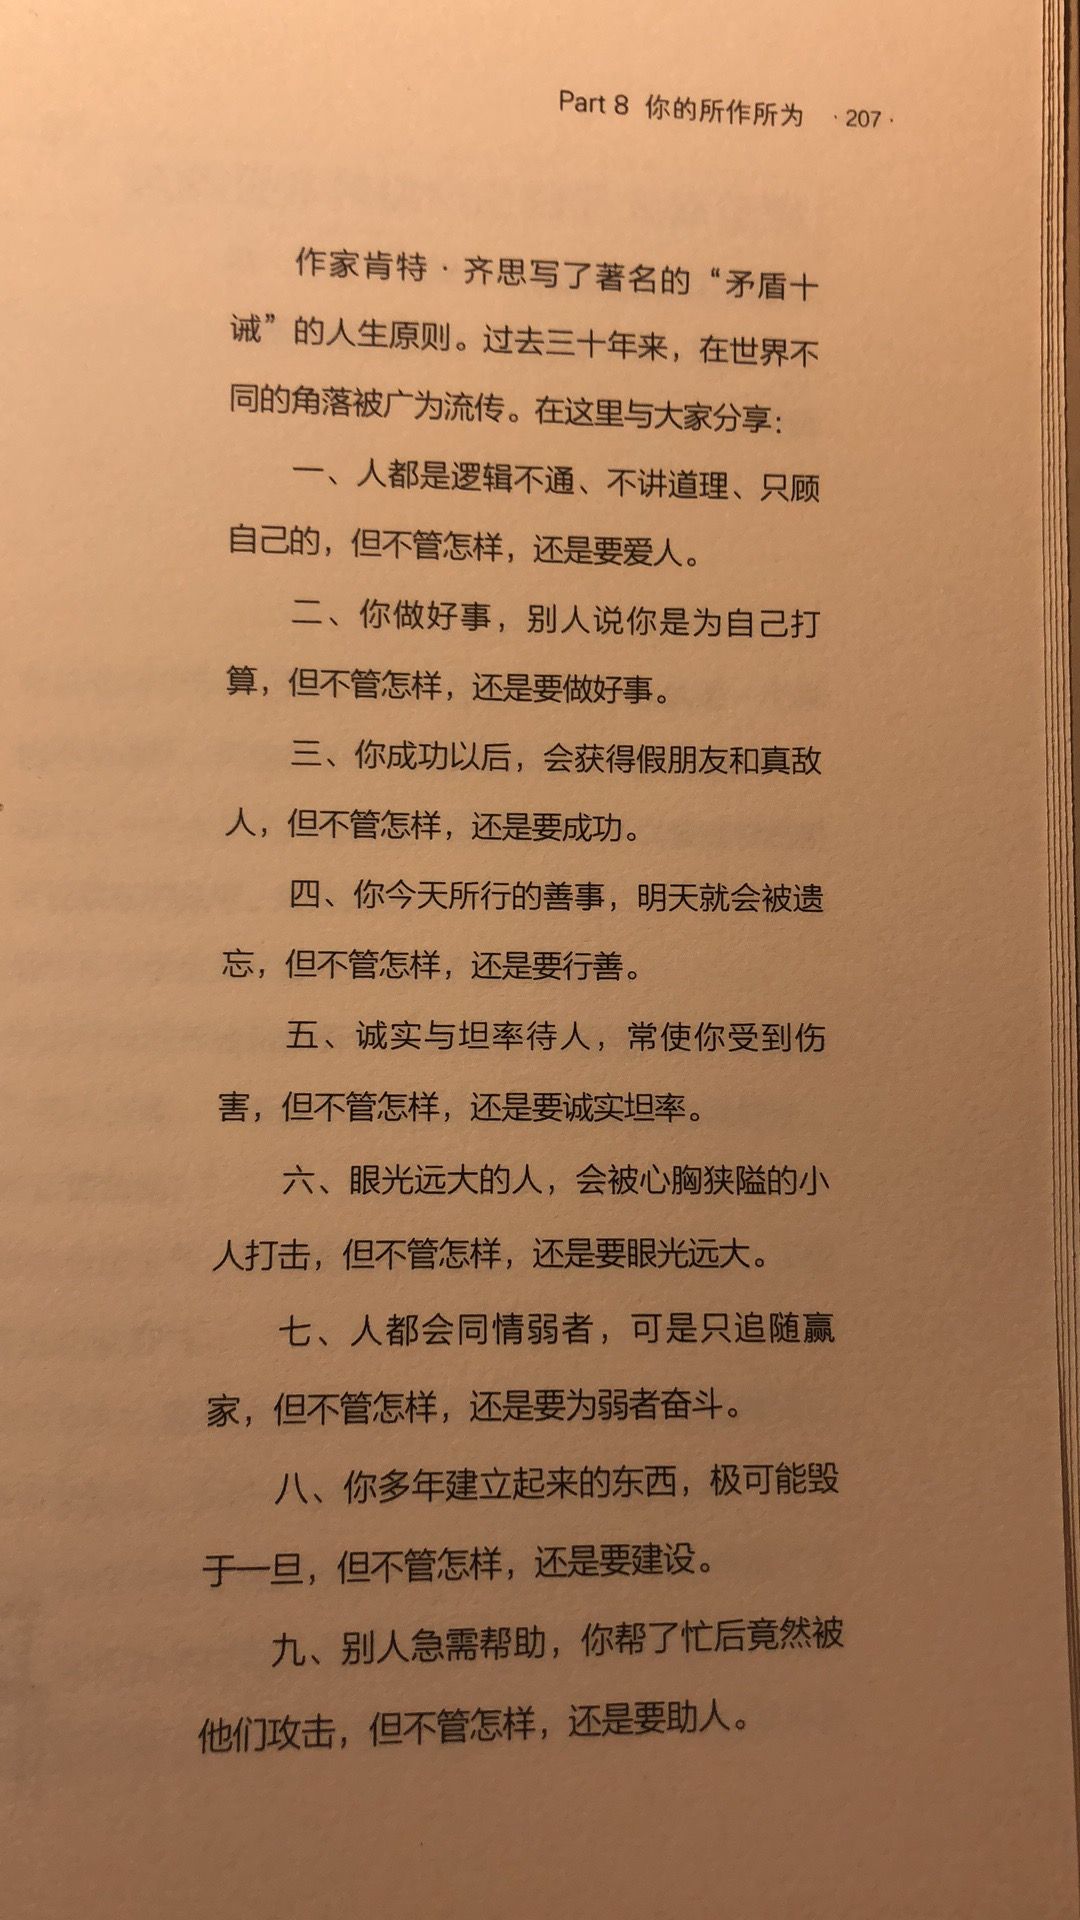 Part 8 你的所作所为 ·207·
作家肯特·齐思写了著名的“矛盾十
诫”的人生原则。过去三十年来，在世界不
同的角落被广为流传。在这里与大家分享：
一、人都是逻辑不通、不讲道理、只顾
自己的，但不管怎样，还是要爱人。
二、你做好事，别人说你是为自己打
算，但不管怎样，还是要做好事。
三、你成功以后，会获得假朋友和真敌
人，但不管怎样，还是要成功。
四、你今天所行的善事，明天就会被遗
忘，但不管怎样，还是要行善。
五、诚实与坦率待人，常使你受到伤
害，但不管怎样，还是要诚实坦率。
六、眼光远大的人，会被心胸狭隘的小
人打击，但不管怎样，还是要眼光远大。
七、人都会同情弱者，可是只追随赢
家，但不管怎样，还是要为弱者奋斗。
八、你多年建立起来的东西，极可能毁
于一旦，但不管怎样，还是要建设。
九、别人急需帮助，你帮了忙后竟然被
他们攻击，但不管怎样，还是要助人。